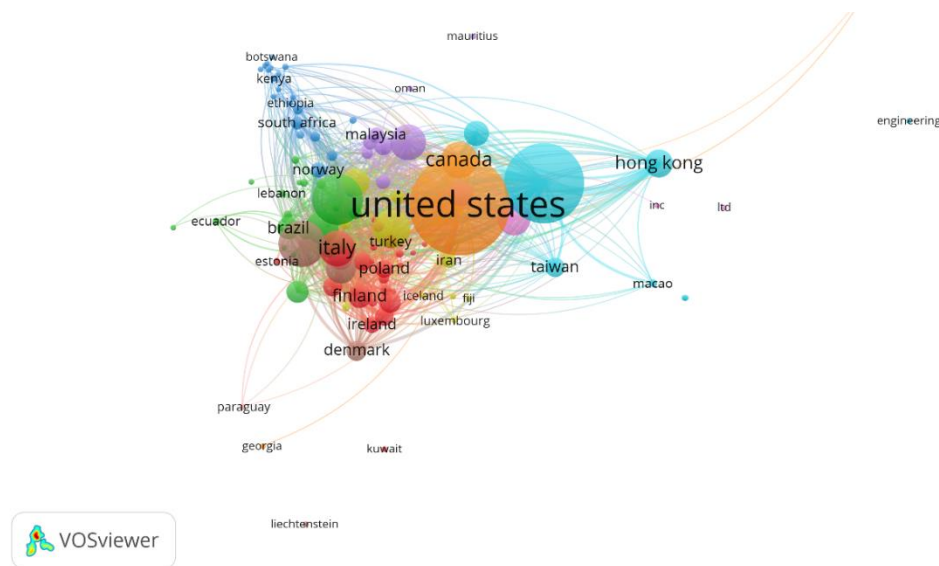 mauritius
botswana
kenya
oman
ethiopia
engineering
south africa
malaysia
canada
hong kong
norway
lebanon
united states
inc
ltd
ecuador
brazil
italy
turkey
estonia
poland
iran
taiwan
macao
finland
iceland
fiji
ireland
luxembourg
denmark
paraguay
georgia
kuwait
liechtenstein
VOSviewer